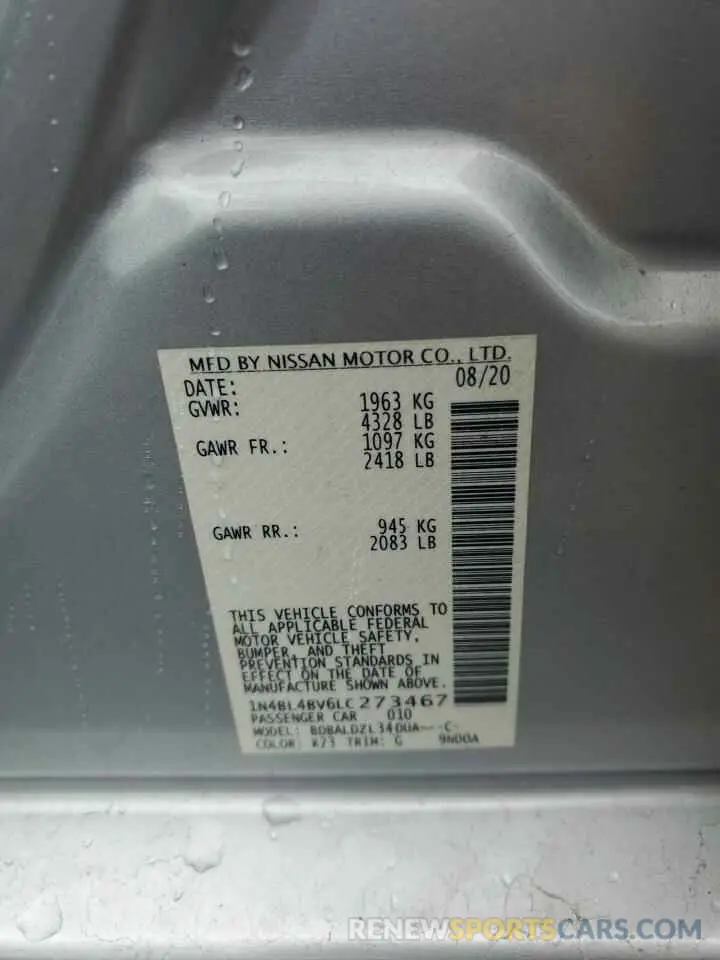 MFD BY NISSAN MOTOR CO., LTD.
DATE: 08/20
GVWR: 1963 KG
4328 LB
GAWR FR.: 1097 KG
2418 LB
GAWR RR.: 945 KG
2083 LB
THIS VEHICLE CONFORMS TO
ALL APPLICABLE FEDERAL
MOTOR VEHICLE SAFETY,
BUMPER, AND THEFT
PREVENTION STANDARDS IN
EFFECT ON THE DATE OF
MANUFACTURE SHOWN ABOVE.
1N4BL4BV6LC273467
PASSENGER CAR 010
MODEL: BDBALDZL34DUA---C-
COLOR: K23 TRIM: G 9N00A
RENEWSPORTSCARS.COM